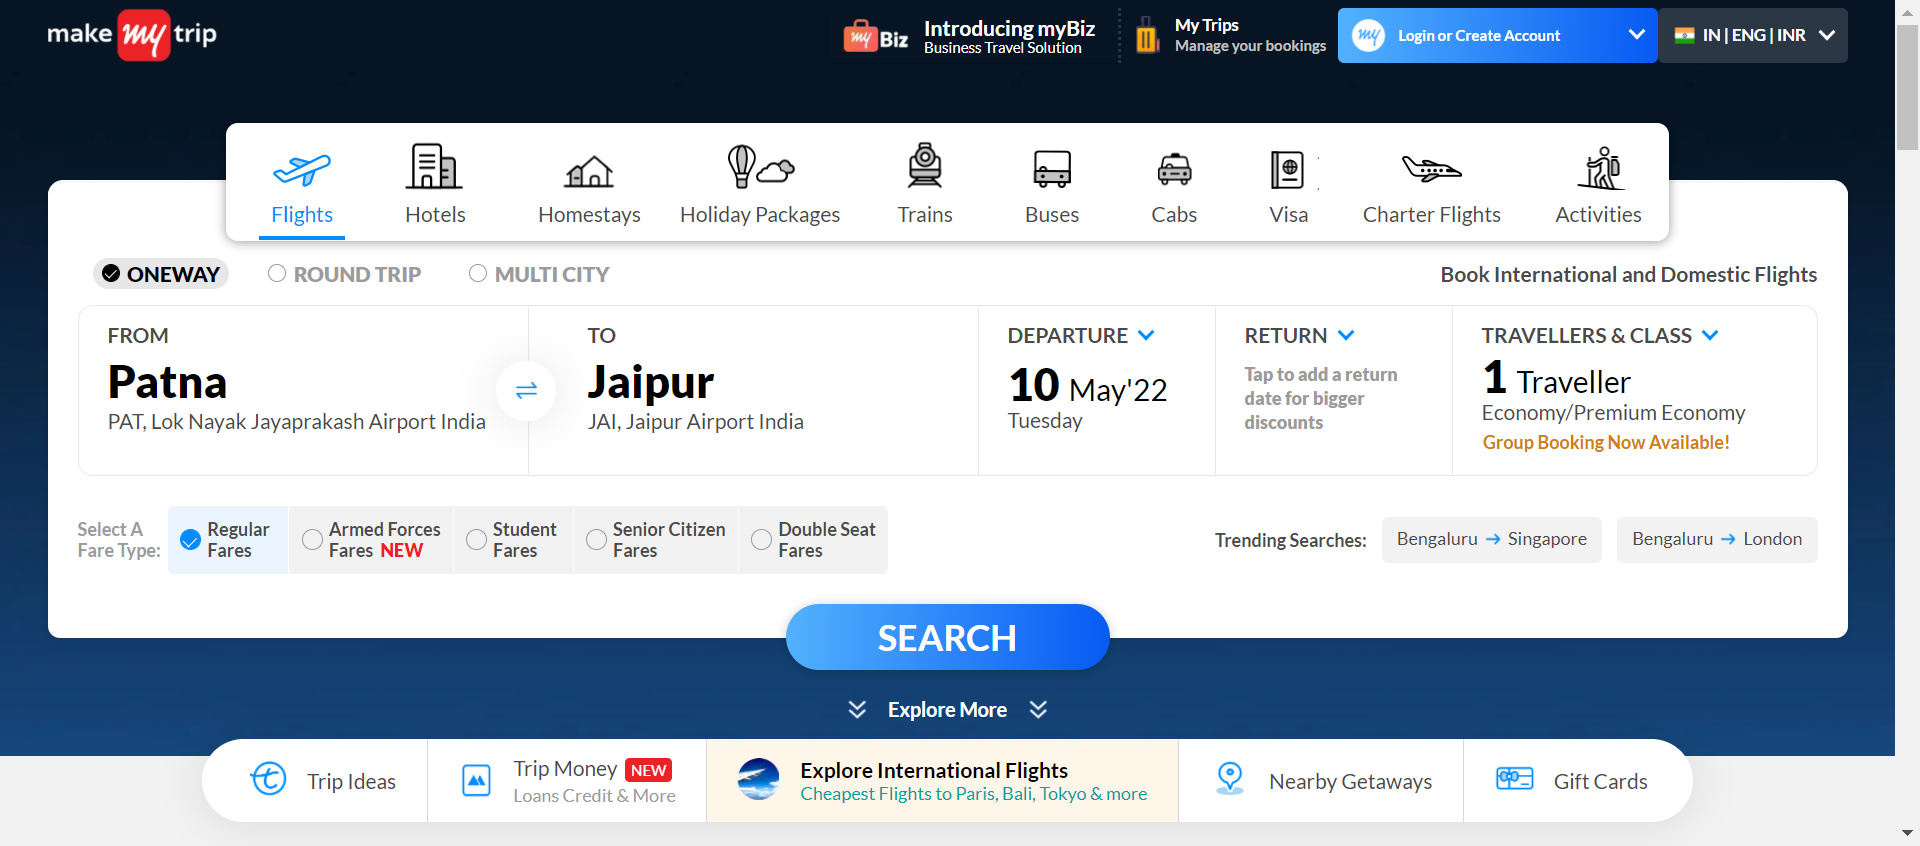 make my trip
my Biz
Introducing myBiz
Business Travel Solution
My Trips
Manage your bookings
my
Login or Create Account
IN | ENG | INR
Flights
Hotels
Homestays
Holiday Packages
Trains
Buses
Cabs
Visa
Charter Flights
Activities
ONEWAY
ROUND TRIP
MULTI CITY
Book International and Domestic Flights
FROM
Patna
PAT, Lok Nayak Jayaprakash Airport India
TO
Jaipur
JAI, Jaipur Airport India
DEPARTURE
10 May'22
Tuesday
RETURN
Tap to add a return
date for bigger
discounts
TRAVELLERS & CLASS
1 Traveller
Economy/Premium Economy
Group Booking Now Available!
Select A
Fare Type:
Regular
Fares
Armed Forces
Fares NEW
Student
Fares
Senior Citizen
Fares
Double Seat
Fares
Trending Searches:
Bengaluru → Singapore
Bengaluru → London
SEARCH
Explore More
Trip Ideas
Trip Money NEW
Loans Credit & More
Explore International Flights
Cheapest Flights to Paris, Bali, Tokyo & more
Nearby Getaways
Gift Cards